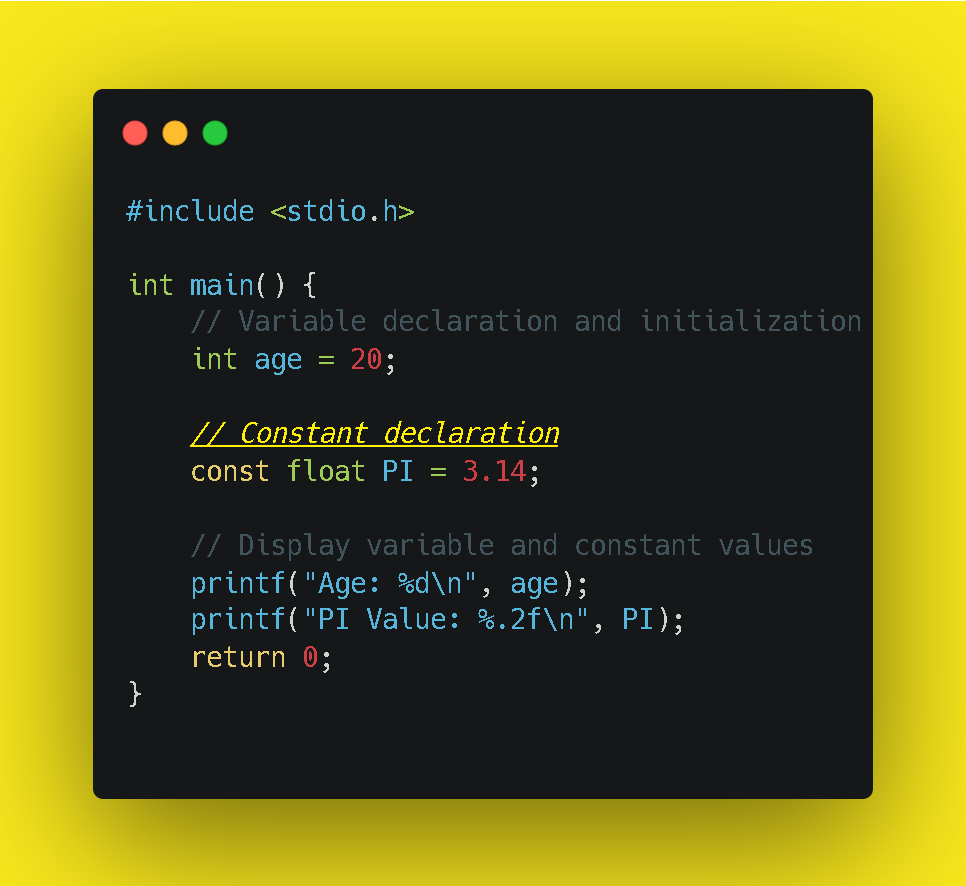 #include <stdio.h>

int main() {
    // Variable declaration and initialization
    int age = 20;

    // Constant declaration
    const float PI = 3.14;

    // Display variable and constant values
    printf("Age: %d\n", age);
    printf("PI Value: %.2f\n", PI);
    return 0;
}